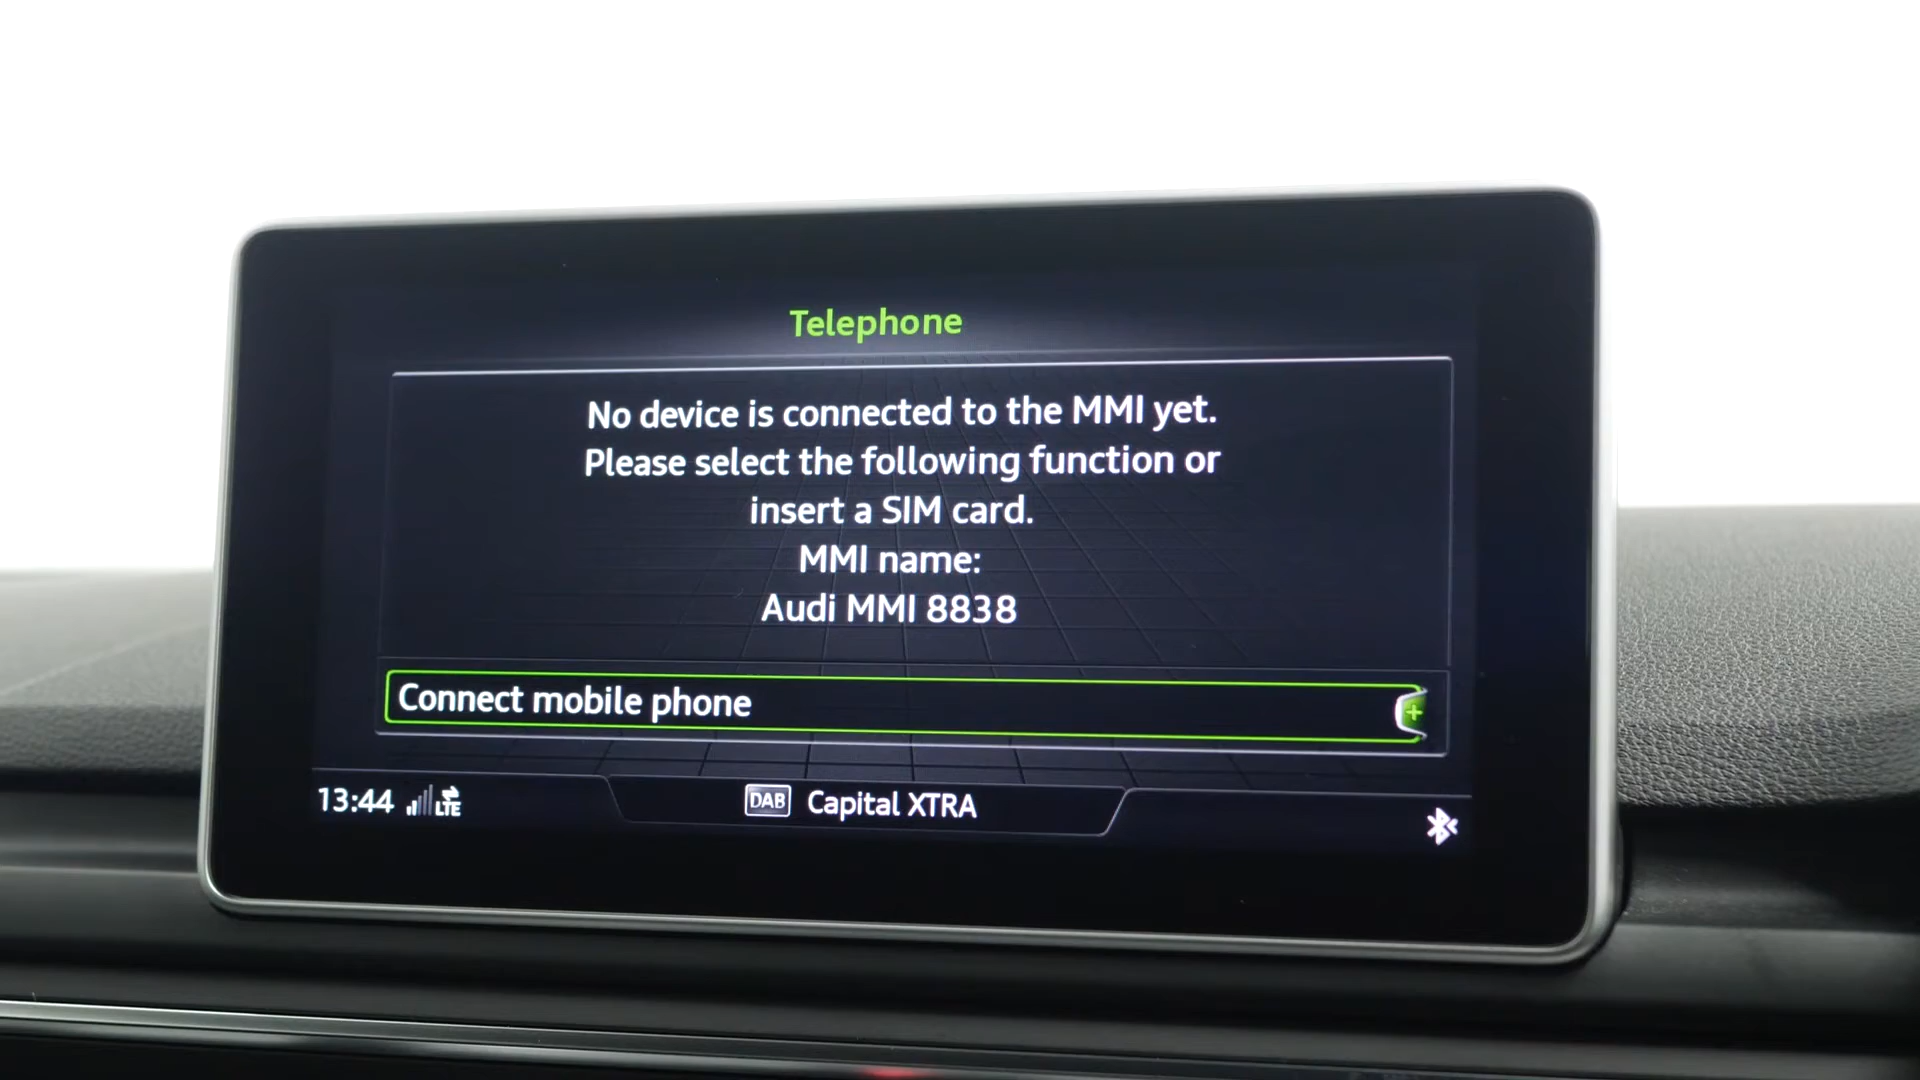 Telephone
No device is connected to the MMI yet.
Please select the following function or
insert a SIM card.
MMI name:
Audi MMI 8838
Connect mobile phone
13:44 LTE
DAB Capital XTRA